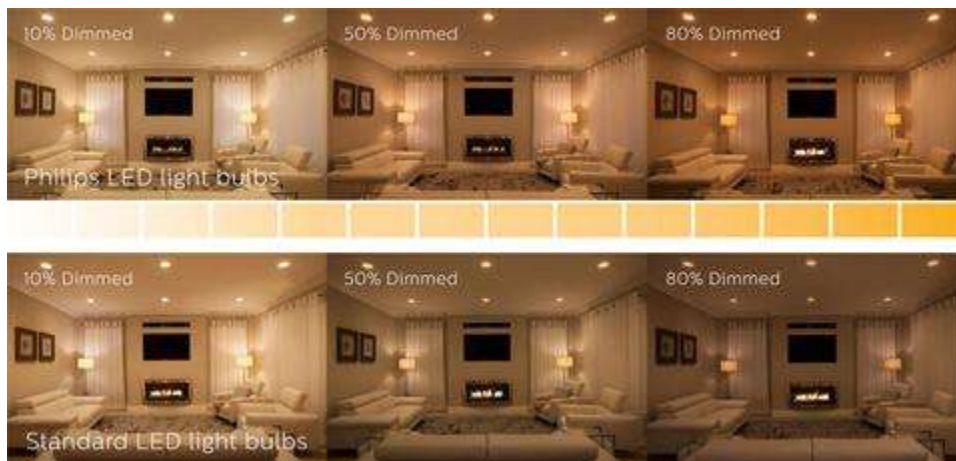 10% Dimmed
50% Dimmed
80% Dimmed
Philips LED light bulbs
10% Dimmed
50% Dimmed
80% Dimmed
Standard LED light bulbs